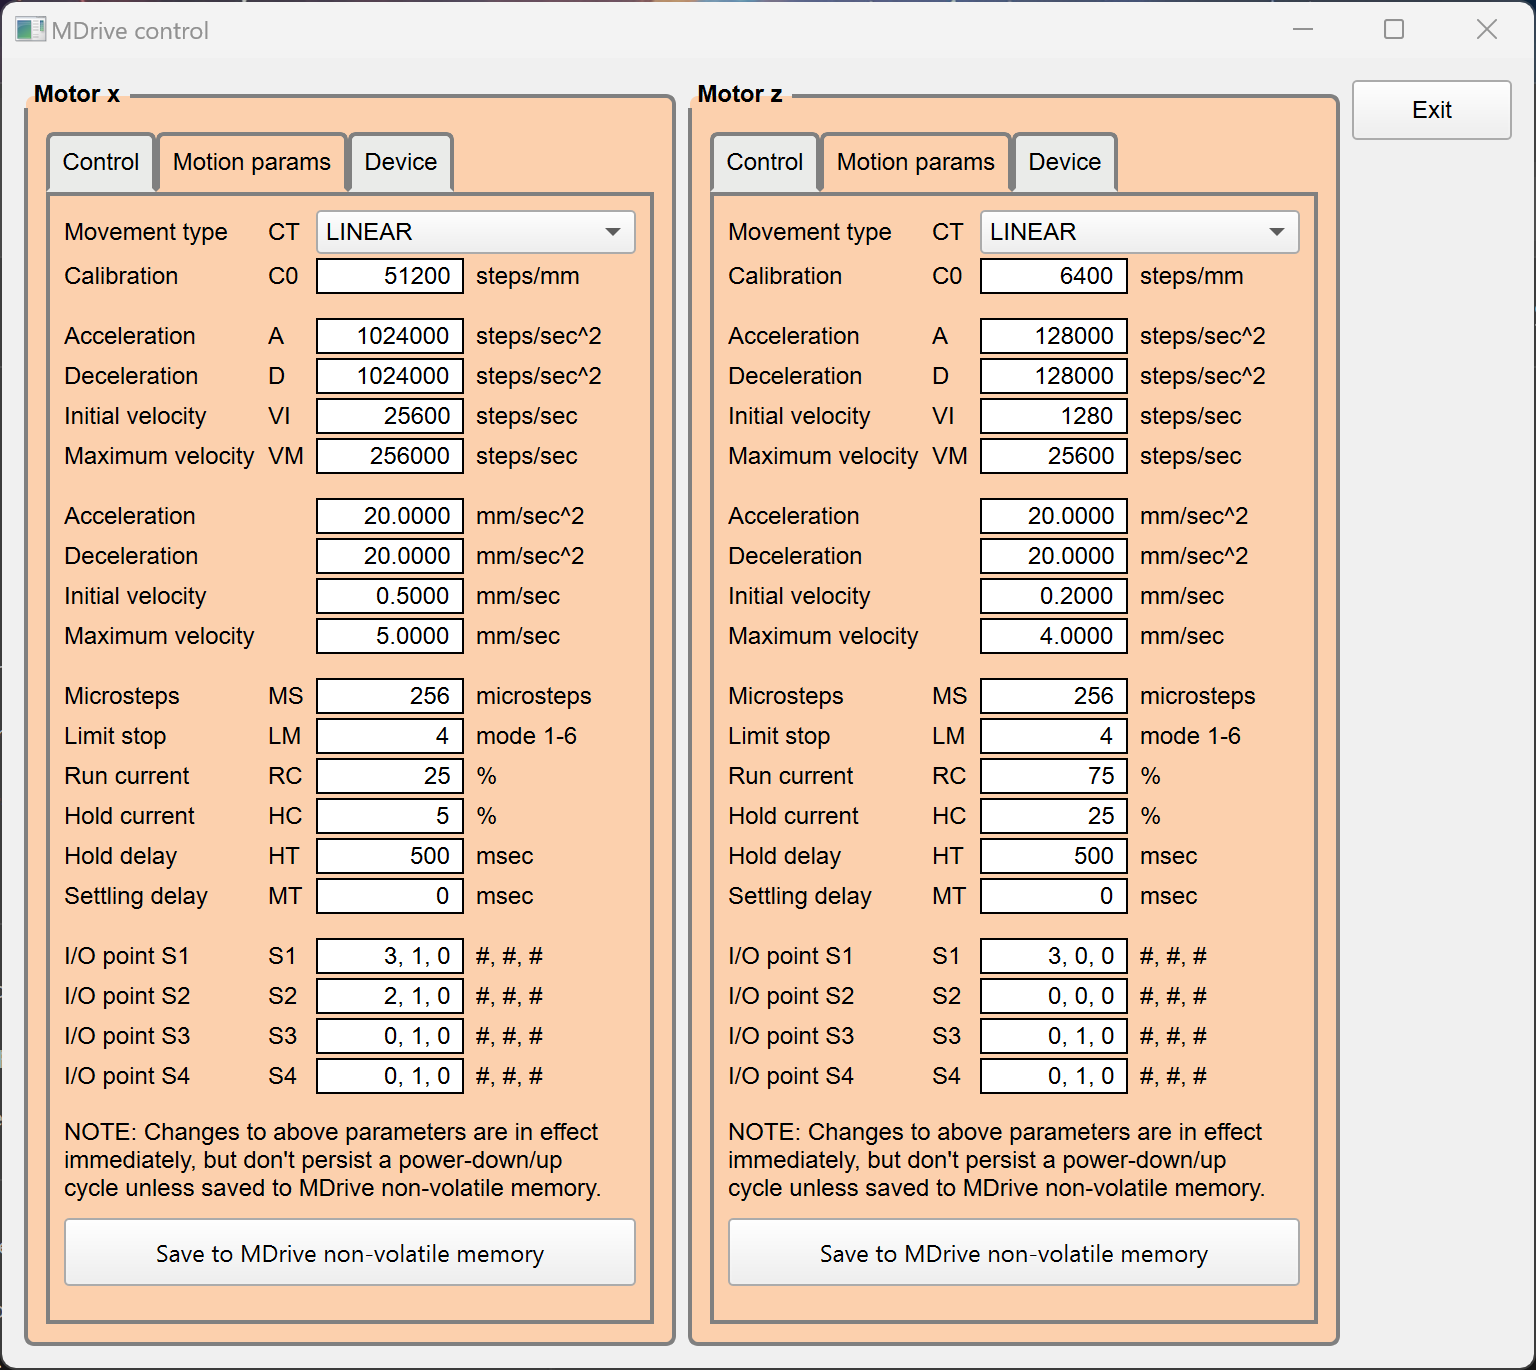 MDrive control
Motor x
Control Motion params Device
Movement type CT LINEAR
Calibration C0 51200 steps/mm
Acceleration A 1024000 steps/sec^2
Deceleration D 1024000 steps/sec^2
Initial velocity VI 25600 steps/sec
Maximum velocity VM 256000 steps/sec
Acceleration 20.0000 mm/sec^2
Deceleration 20.0000 mm/sec^2
Initial velocity 0.5000 mm/sec
Maximum velocity 5.0000 mm/sec
Microsteps MS 256 microsteps
Limit stop LM 4 mode 1-6
Run current RC 25 %
Hold current HC 5 %
Hold delay HT 500 msec
Settling delay MT 0 msec
I/O point S1 S1 3, 1, 0 #, #, #
I/O point S2 S2 2, 1, 0 #, #, #
I/O point S3 S3 0, 1, 0 #, #, #
I/O point S4 S4 0, 1, 0 #, #, #
NOTE: Changes to above parameters are in effect
immediately, but don't persist a power-down/up
cycle unless saved to MDrive non-volatile memory.
Save to MDrive non-volatile memory
Motor z
Control Motion params Device
Movement type CT LINEAR
Calibration C0 6400 steps/mm
Acceleration A 128000 steps/sec^2
Deceleration D 128000 steps/sec^2
Initial velocity VI 1280 steps/sec
Maximum velocity VM 25600 steps/sec
Acceleration 20.0000 mm/sec^2
Deceleration 20.0000 mm/sec^2
Initial velocity 0.2000 mm/sec
Maximum velocity 4.0000 mm/sec
Microsteps MS 256 microsteps
Limit stop LM 4 mode 1-6
Run current RC 75 %
Hold current HC 25 %
Hold delay HT 500 msec
Settling delay MT 0 msec
I/O point S1 S1 3, 0, 0 #, #, #
I/O point S2 S2 0, 0, 0 #, #, #
I/O point S3 S3 0, 1, 0 #, #, #
I/O point S4 S4 0, 1, 0 #, #, #
NOTE: Changes to above parameters are in effect
immediately, but don't persist a power-down/up
cycle unless saved to MDrive non-volatile memory.
Save to MDrive non-volatile memory
Exit